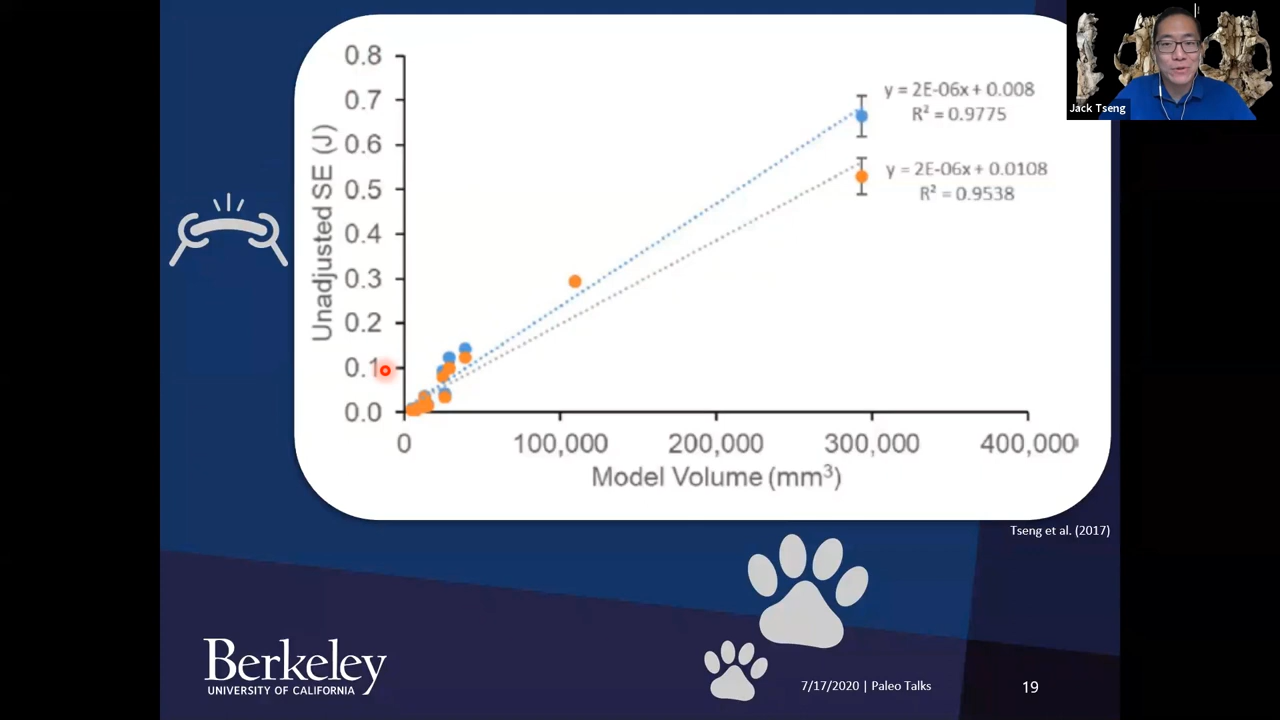 Jack Tseng
0.8
0.7
0.6
0.5
0.4
0.3
0.2
0.1
0.0
Unadjusted SE (J)
y = 2E-06x + 0.008
R² = 0.9775
y = 2E-06x + 0.0108
R² = 0.9538
0 100,000 200,000 300,000 400,000
Model Volume (mm³)
Tseng et al. (2017)
Berkeley
UNIVERSITY OF CALIFORNIA
7/17/2020 | Paleo Talks
19